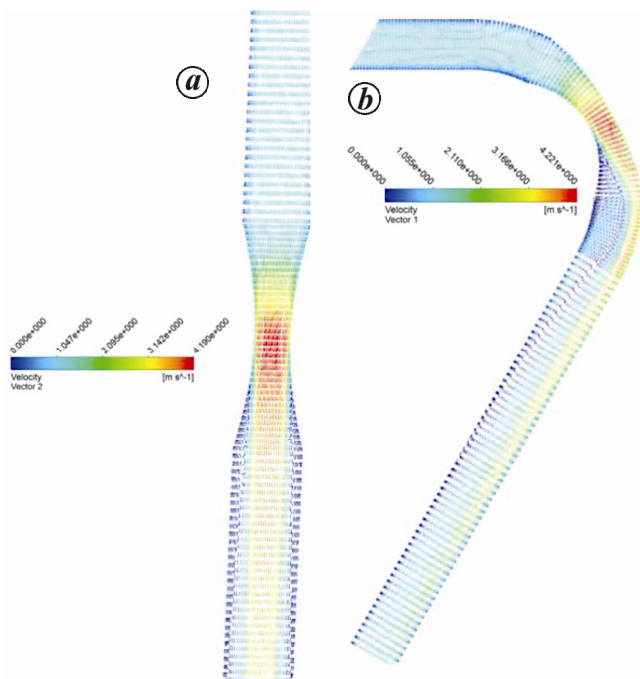 a
b
0.000e+000
1.055e+000
2.110e+000
3.166e+000
4.221e+000
Velocity
Vector 1
[m s^-1]
0.000e+000
1.047e+000
2.095e+000
3.142e+000
4.190e+000
Velocity
Vector 2
[m s^-1]